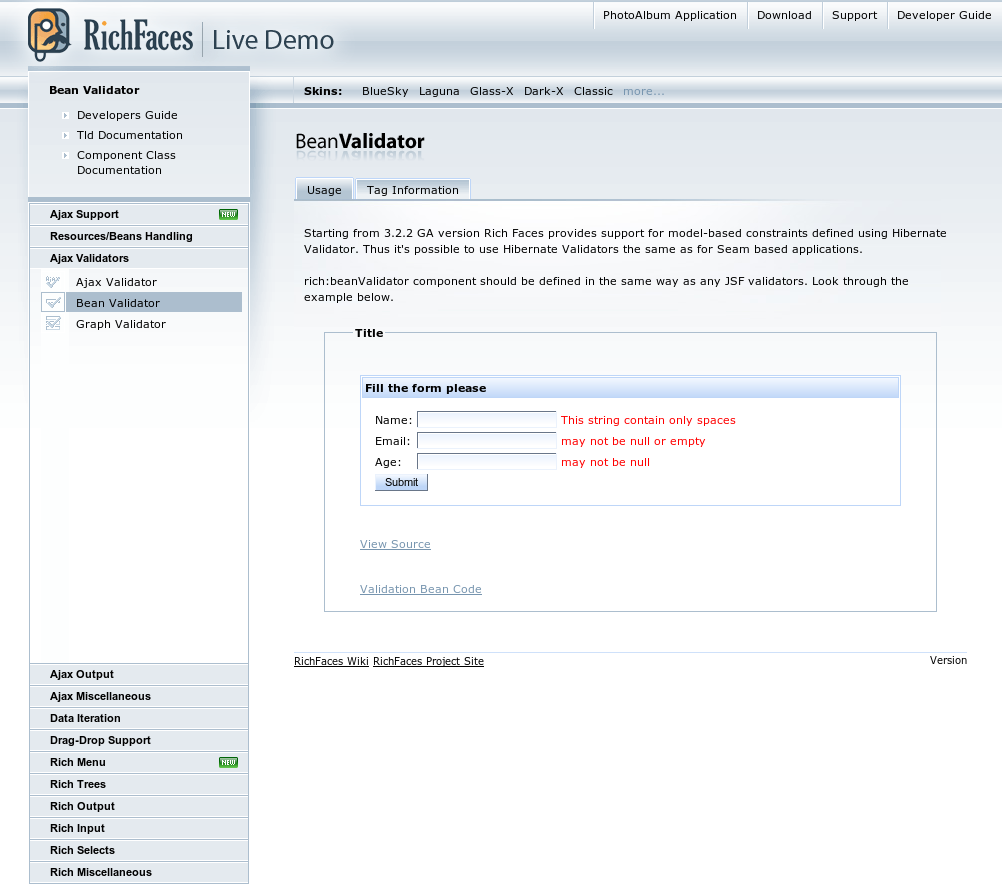 PhotoAlbum Application Download Support Developer Guide
RichFaces Live Demo
Skins: BlueSky Laguna Glass-X Dark-X Classic more...
Bean Validator
Developers Guide
Tld Documentation
Component Class
Documentation
Ajax Support NEW
Resources/Beans Handling
Ajax Validators
Ajax Validator
Bean Validator
Graph Validator
Ajax Output
Ajax Miscellaneous
Data Iteration
Drag-Drop Support
Rich Menu NEW
Rich Trees
Rich Output
Rich Input
Rich Selects
Rich Miscellaneous
BeanValidator
Usage Tag Information
Starting from 3.2.2 GA version Rich Faces provides support for model-based constraints defined using Hibernate
Validator. Thus it's possible to use Hibernate Validators the same as for Seam based applications.
rich:beanValidator component should be defined in the same way as any JSF validators. Look through the
example below.
Title
Fill the form please
Name: This string contain only spaces
Email: may not be null or empty
Age: may not be null
Submit
View Source
Validation Bean Code
RichFaces Wiki RichFaces Project Site Version